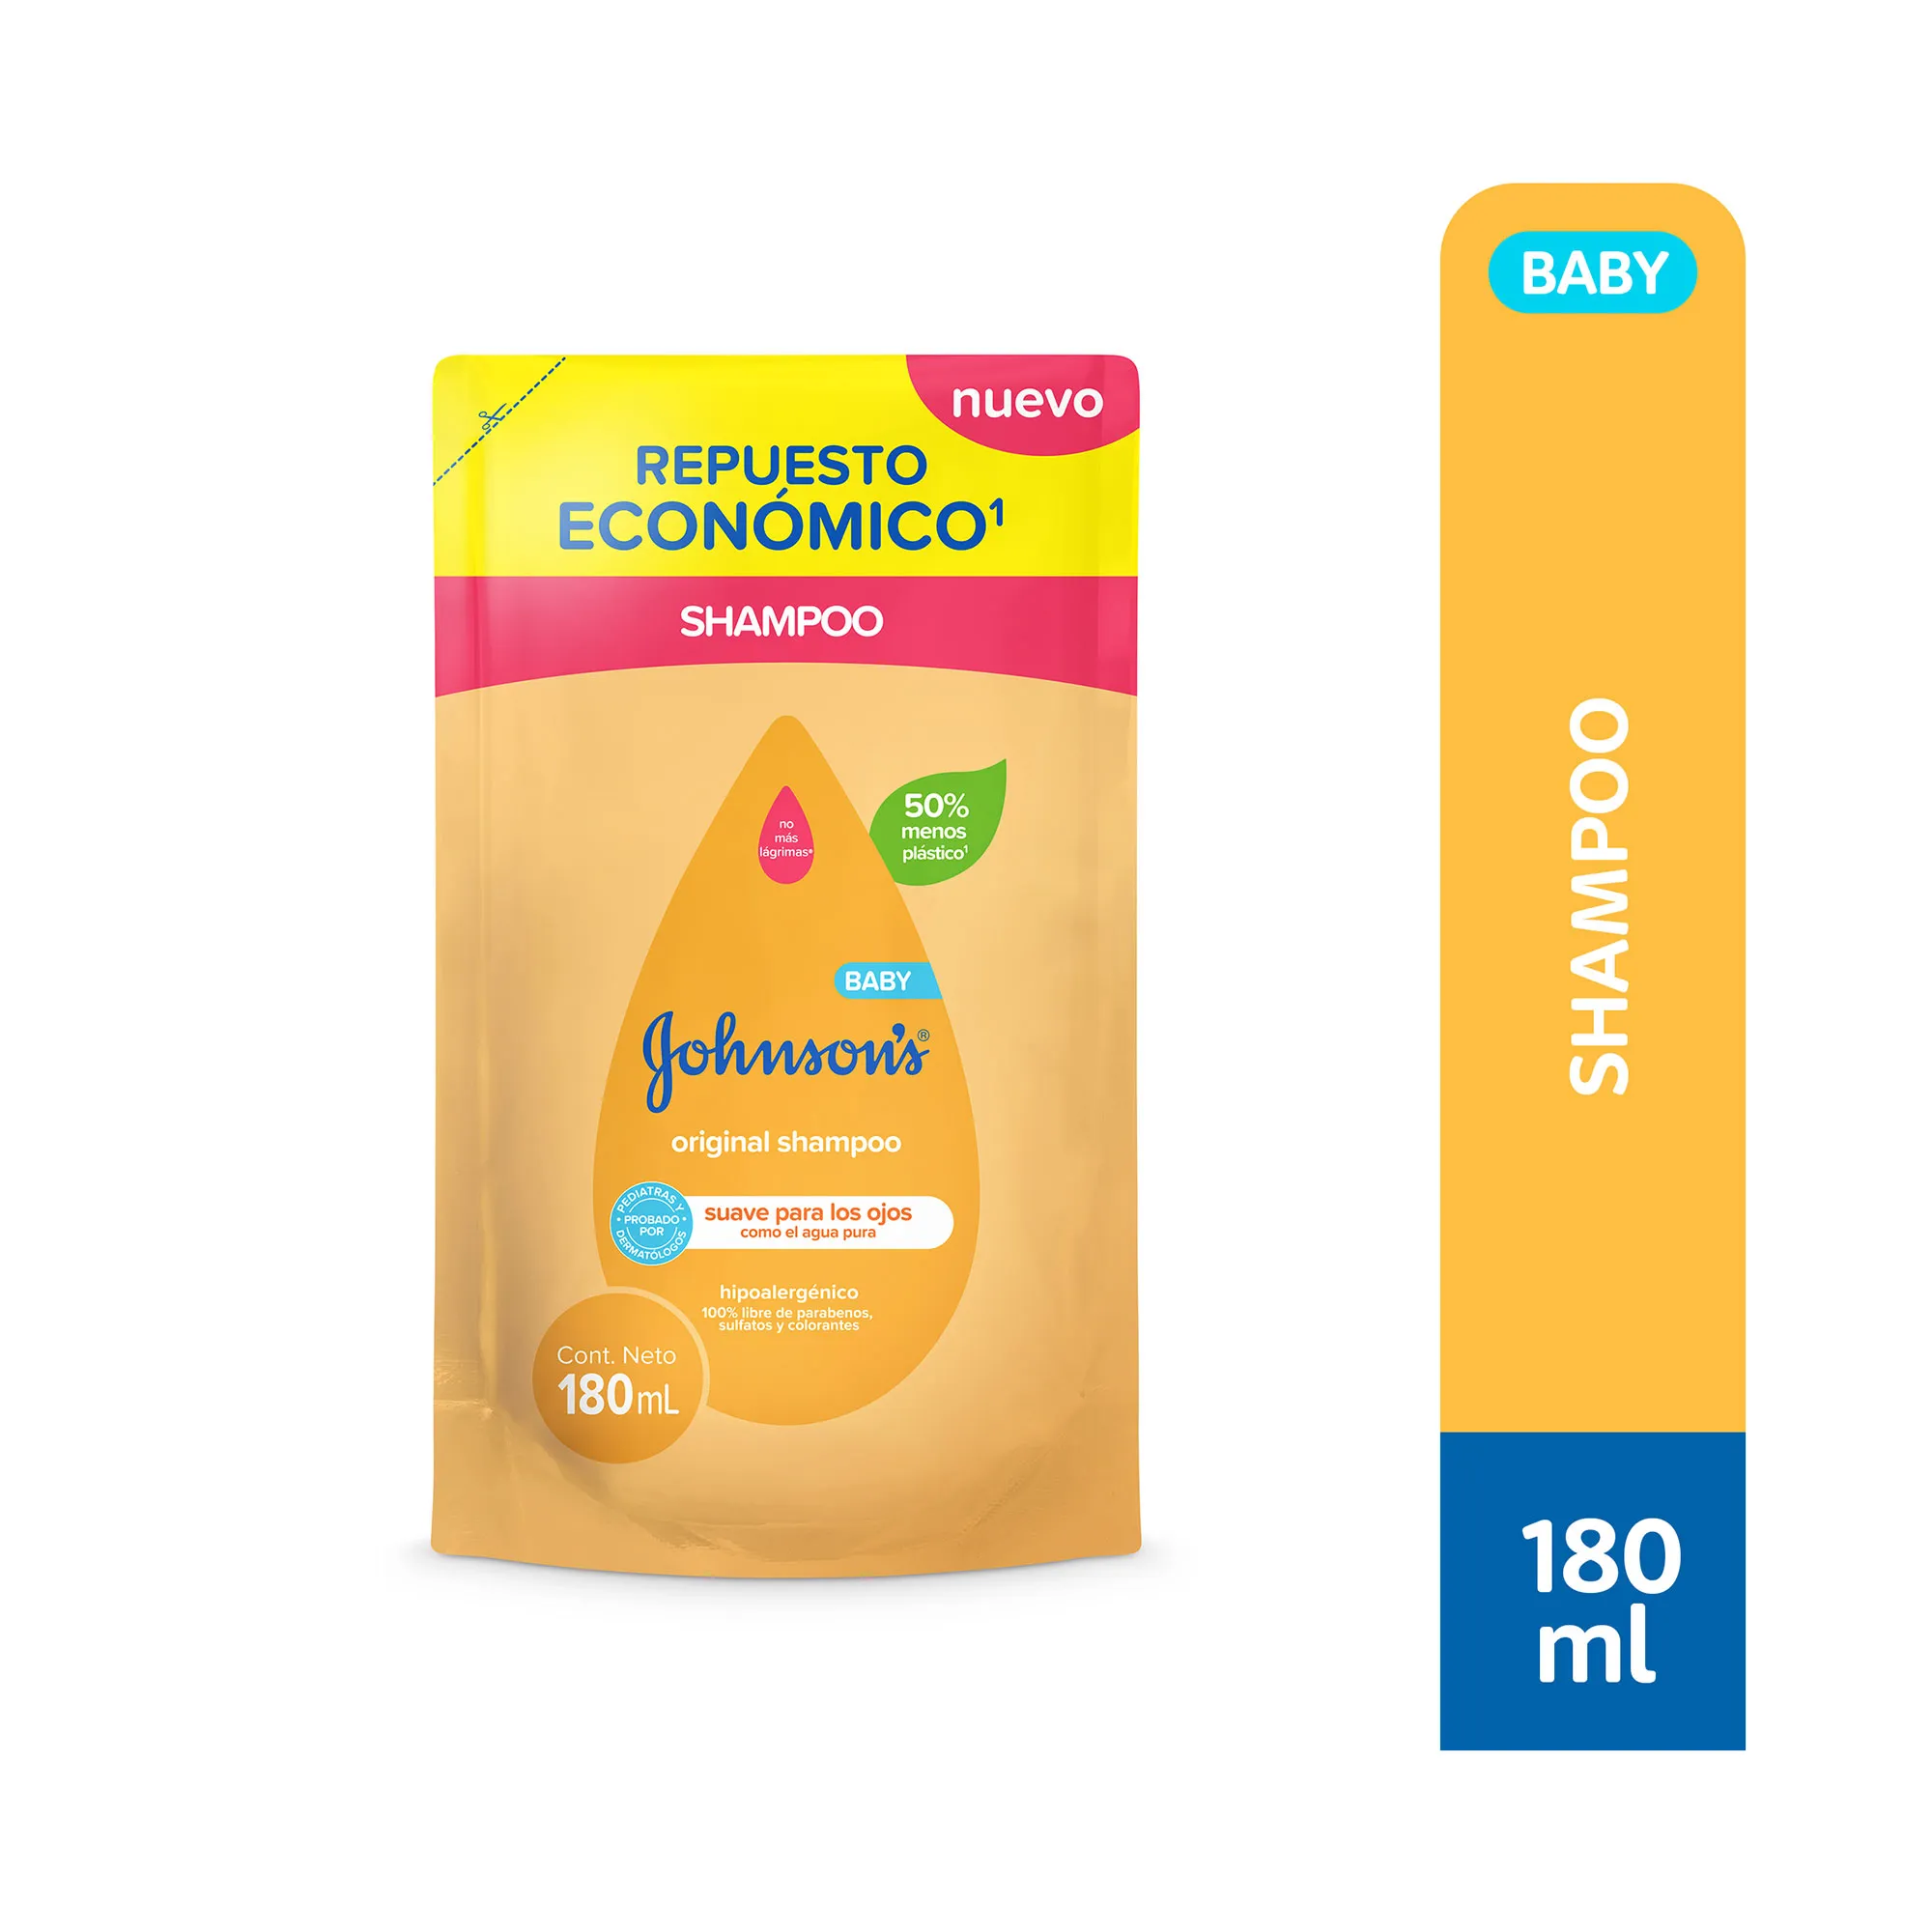 nuevo
REPUESTO
ECONÓMICO¹
SHAMPOO
no
más
lágrimas®
50%
menos
plástico¹
BABY
Johnson's®
original shampoo
PEDIATRAS Y
• PROBADO •
POR
DERMATÓLOGOS
suave para los ojos
como el agua pura
hipoalergénico
100% libre de parabenos,
sulfatos y colorantes
Cont. Neto
180mL
BABY
SHAMPOO
180
ml